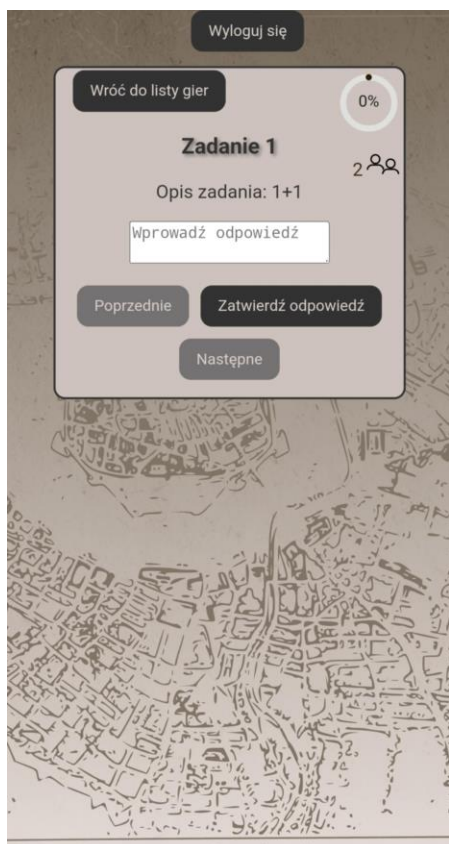 Wyloguj się
Wróć do listy gier
0%
Zadanie 1
2
Opis zadania: 1+1
Wprowadź odpowiedź
Poprzednie
Zatwierdź odpowiedź
Następne